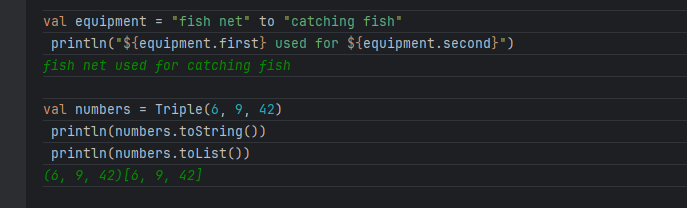 val equipment = "fish net" to "catching fish"
println("${equipment.first} used for ${equipment.second}")
fish net used for catching fish
val numbers = Triple(6, 9, 42)
println(numbers.toString())
println(numbers.toList())
(6, 9, 42)[6, 9, 42]